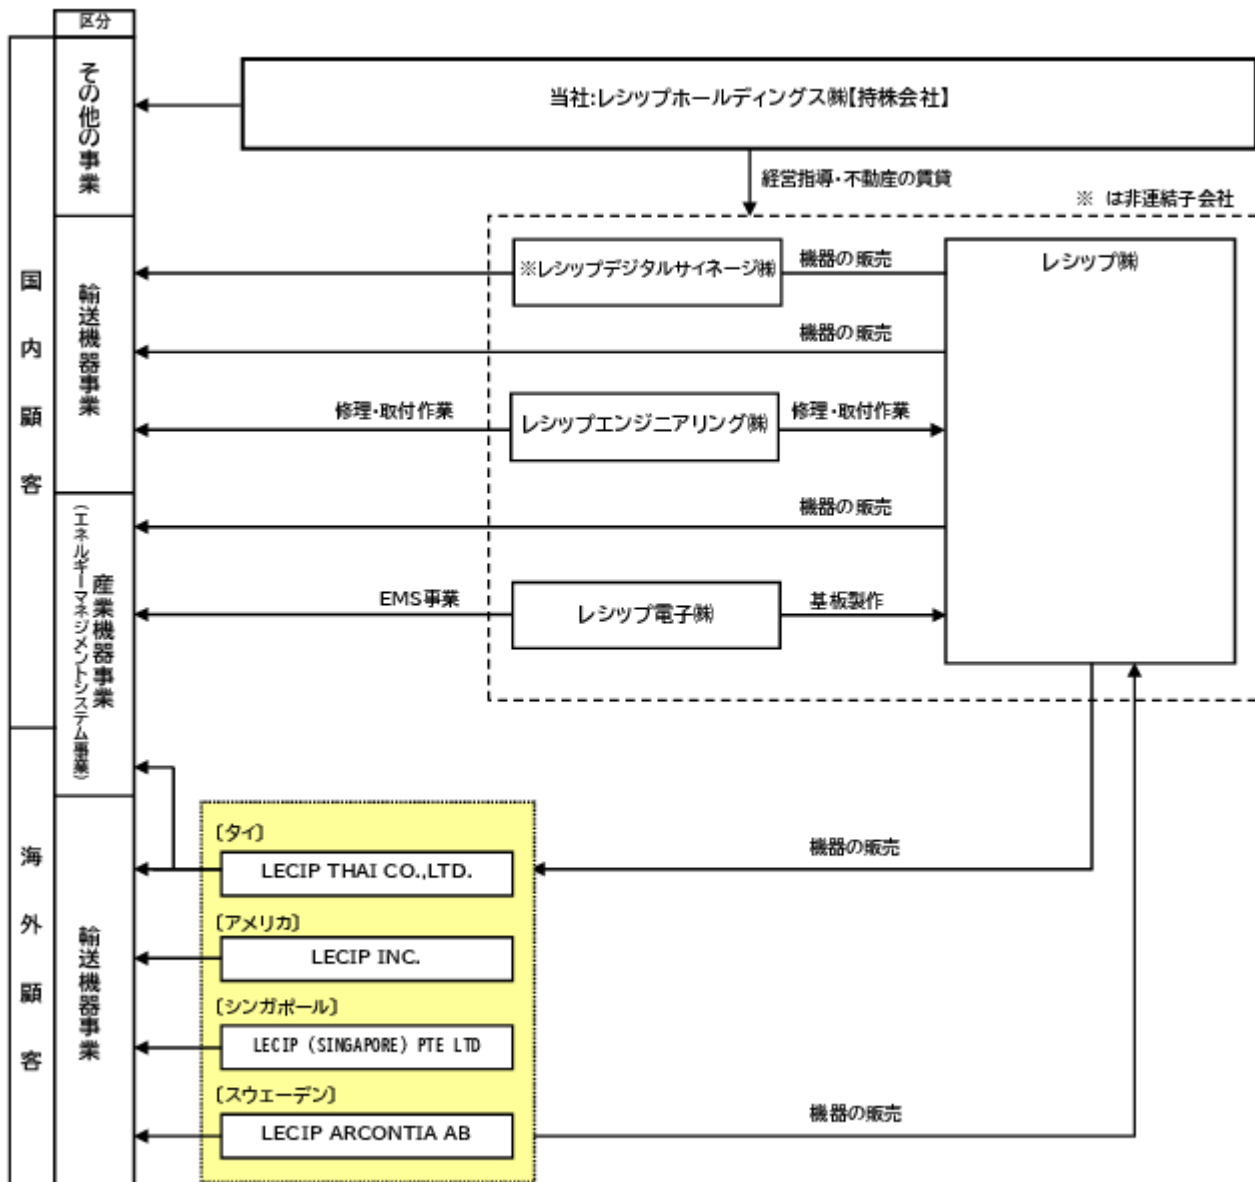 区分
その他の事業
当社:レシップホールディングス㈱【持株会社】
経営指導・不動産の賃貸
※ は非連結子会社
国内顧客
輸送機器事業
※レシップデジタルサイネージ㈱
機器の販売
レシップ㈱
機器の販売
修理・取付作業
レシップエンジニアリング㈱
修理・取付作業
産業機器事業
(エネルギーマネジメントシステム事業)
機器の販売
EMS事業
レシップ電子㈱
基板製作
海外顧客
輸送機器事業
〔タイ〕
LECIP THAI CO.,LTD.
機器の販売
〔アメリカ〕
LECIP INC.
〔シンガポール〕
LECIP (SINGAPORE) PTE LTD
〔スウェーデン〕
LECIP ARCONTIA AB
機器の販売